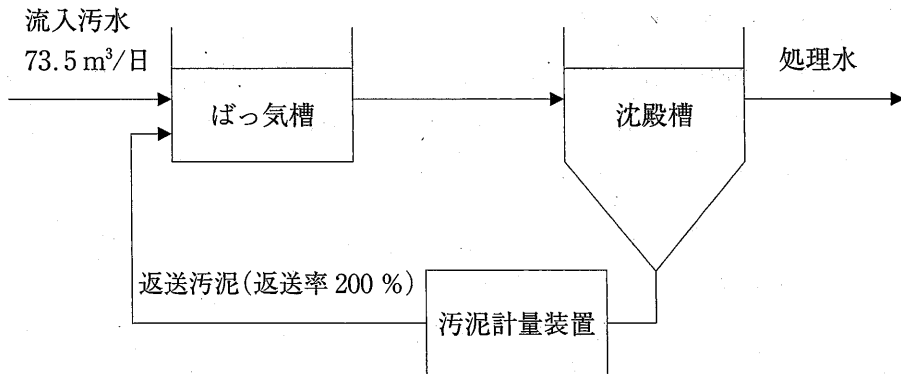 流入汚水
73.5 m³/日
処理水
ばっ気槽
沈殿槽
返送汚泥(返送率 200 %)
汚泥計量装置